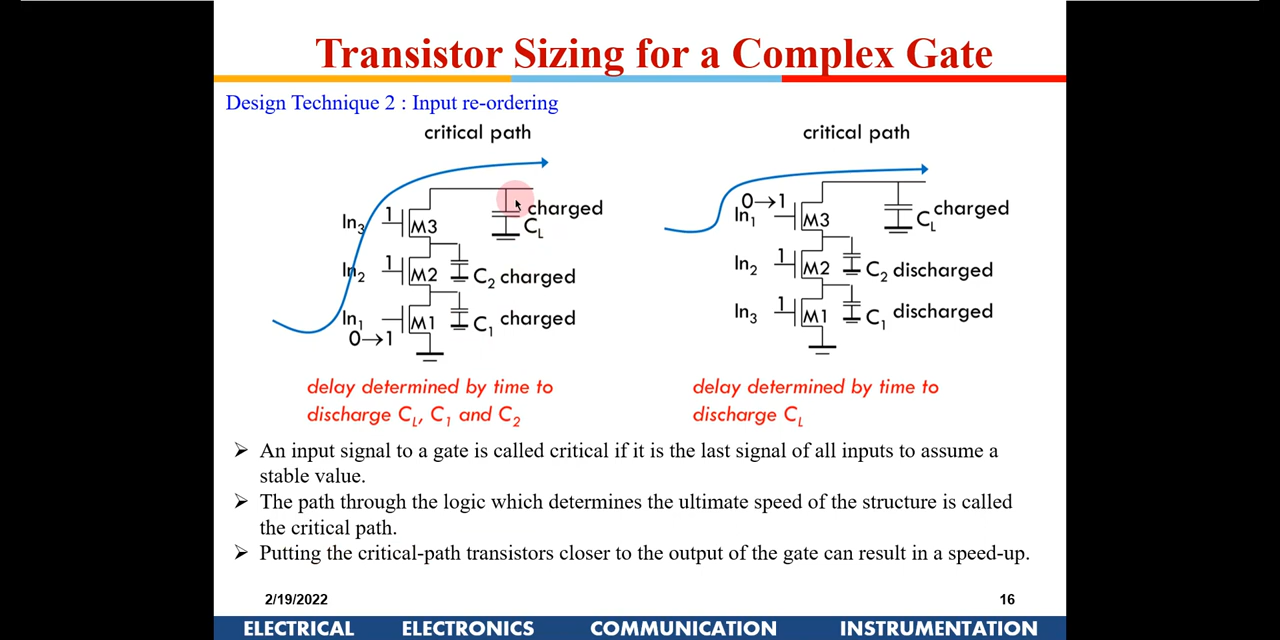 Transistor Sizing for a Complex Gate
Design Technique 2 : Input re-ordering
critical path
In3 1 M3 charged
CL
In2 1 M2 C2 charged
In1 M1 C1 charged
0→1
delay determined by time to
discharge CL, C1 and C2
critical path
0→1
In1 M3 CL charged
In2 1 M2 C2 discharged
In3 1 M1 C1 discharged
delay determined by time to
discharge CL
➢ An input signal to a gate is called critical if it is the last signal of all inputs to assume a
stable value.
➢ The path through the logic which determines the ultimate speed of the structure is called
the critical path.
➢ Putting the critical-path transistors closer to the output of the gate can result in a speed-up.
2/19/2022 16
ELECTRICAL ELECTRONICS COMMUNICATION INSTRUMENTATION